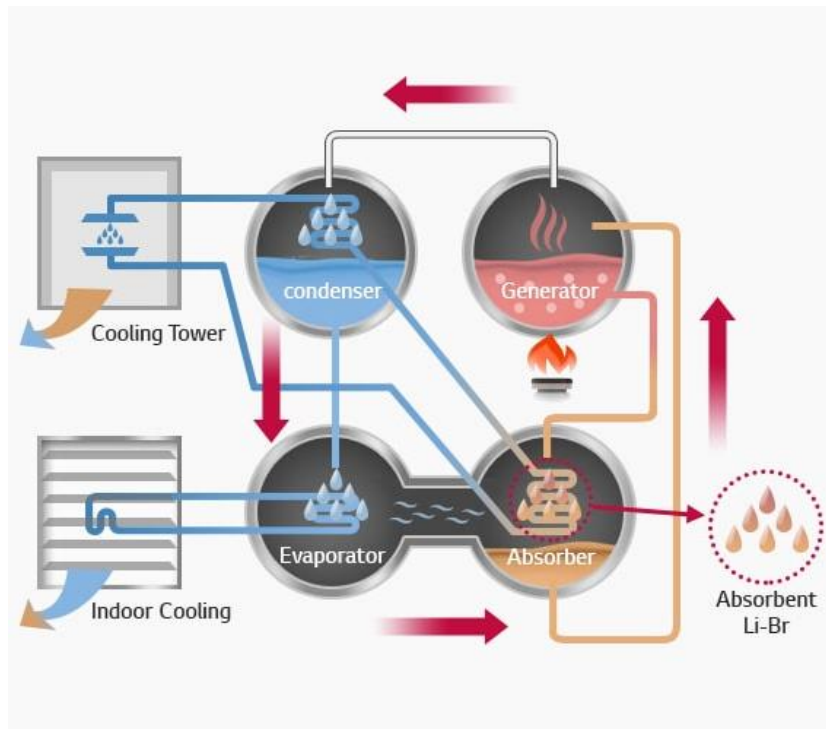 condenser
Generator
Cooling Tower
Evaporator
Absorber
Indoor Cooling
Absorbent
Li-Br